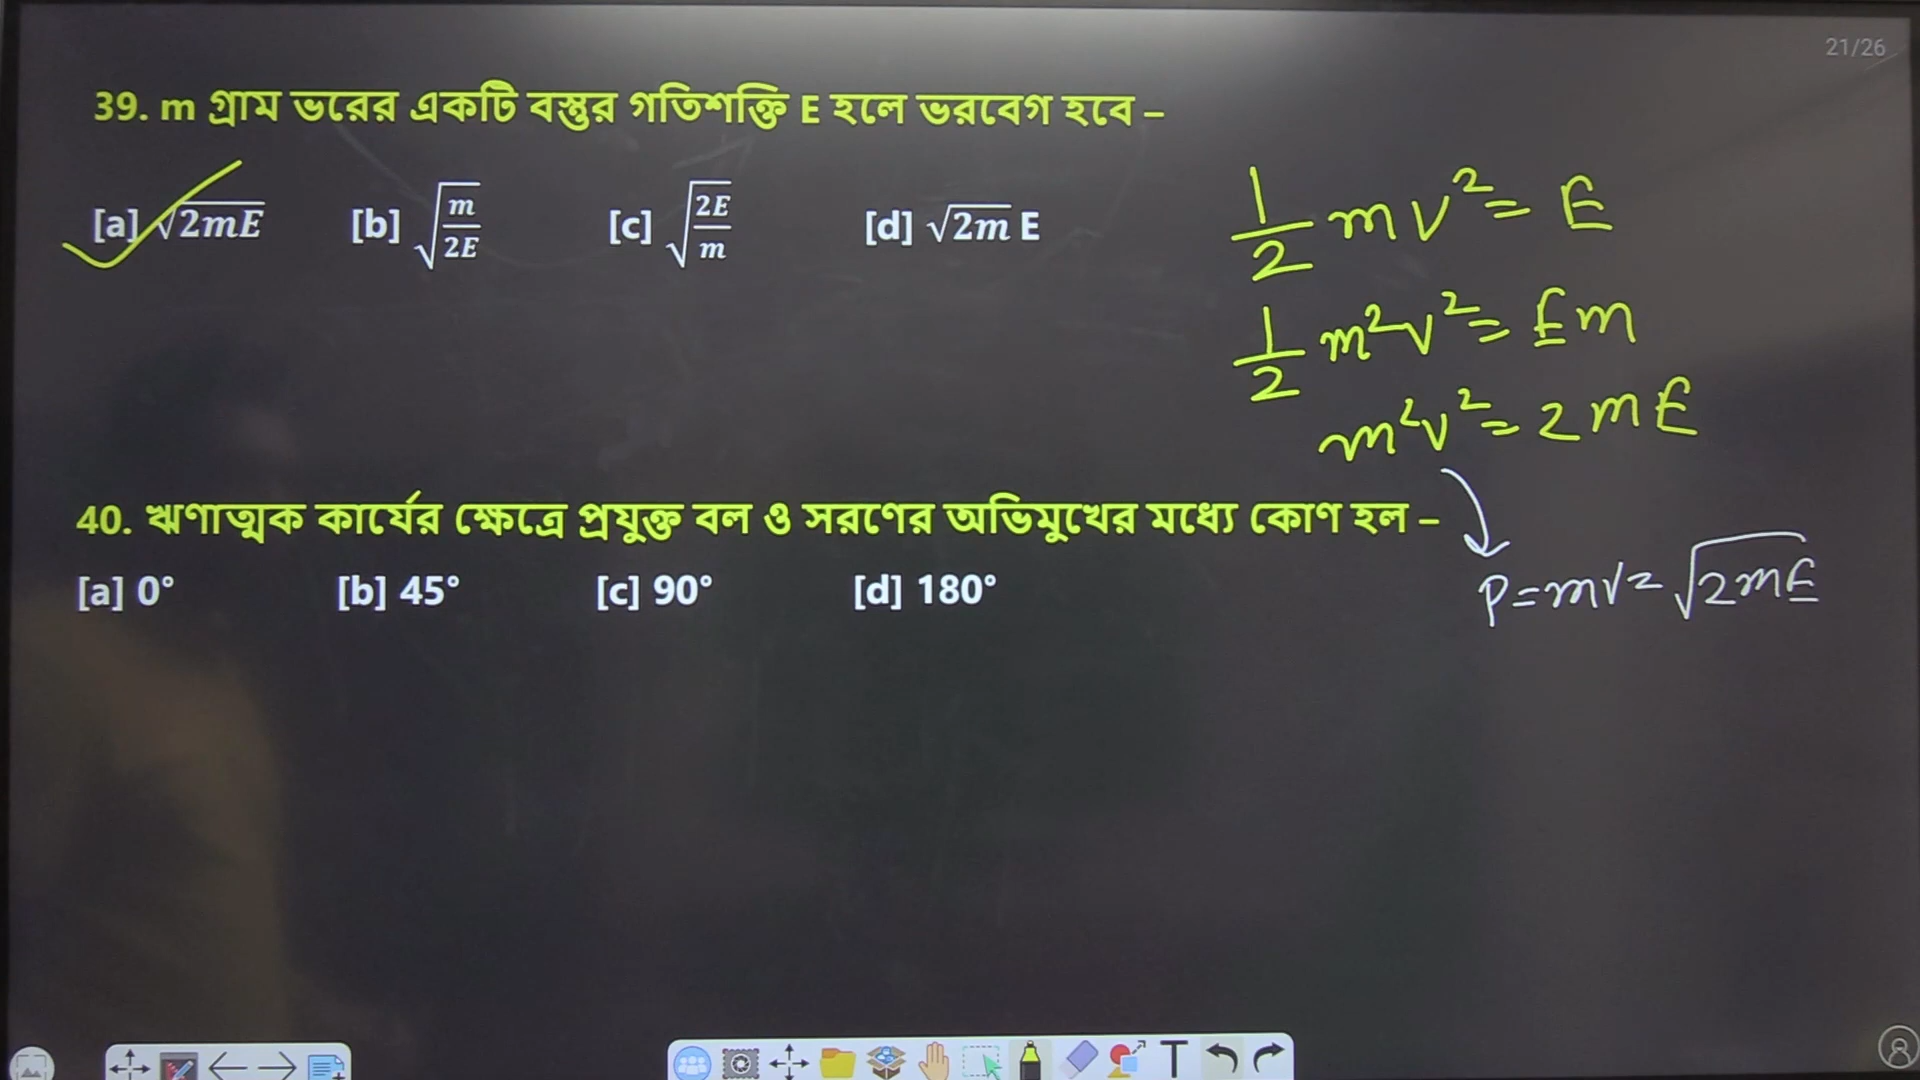 21/26
39. m গ্রাম ভরের একটি বস্তুর গতিশক্তি E হলে ভরবেগ হবে –
[a] √2mE [b] √m/2E [c] √2E/m [d] √2m E
1/2 mv² = E
1/2 m²v² = Em
m²v² = 2mE
40. ঋণাত্মক কার্যের ক্ষেত্রে প্রযুক্ত বল ও সরণের অভিমুখের মধ্যে কোণ হল –
[a] 0° [b] 45° [c] 90° [d] 180°
P = mv = √2mE